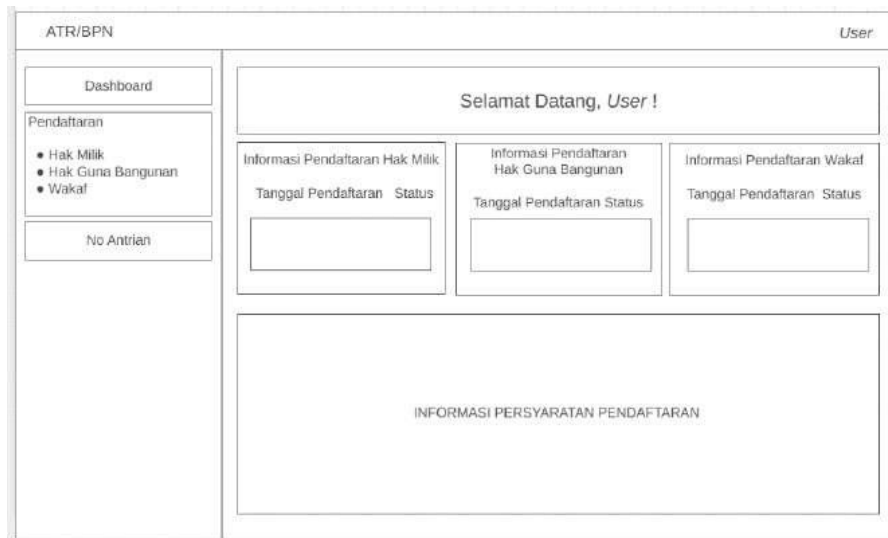 ATR/BPN
User
Dashboard
Pendaftaran
● Hak Milik
● Hak Guna Bangunan
● Wakaf
No Antrian
Selamat Datang, User !
Informasi Pendaftaran Hak Milik
Tanggal Pendaftaran Status
Informasi Pendaftaran
Hak Guna Bangunan
Tanggal Pendaftaran Status
Informasi Pendaftaran Wakaf
Tanggal Pendaftaran Status
INFORMASI PERSYARATAN PENDAFTARAN